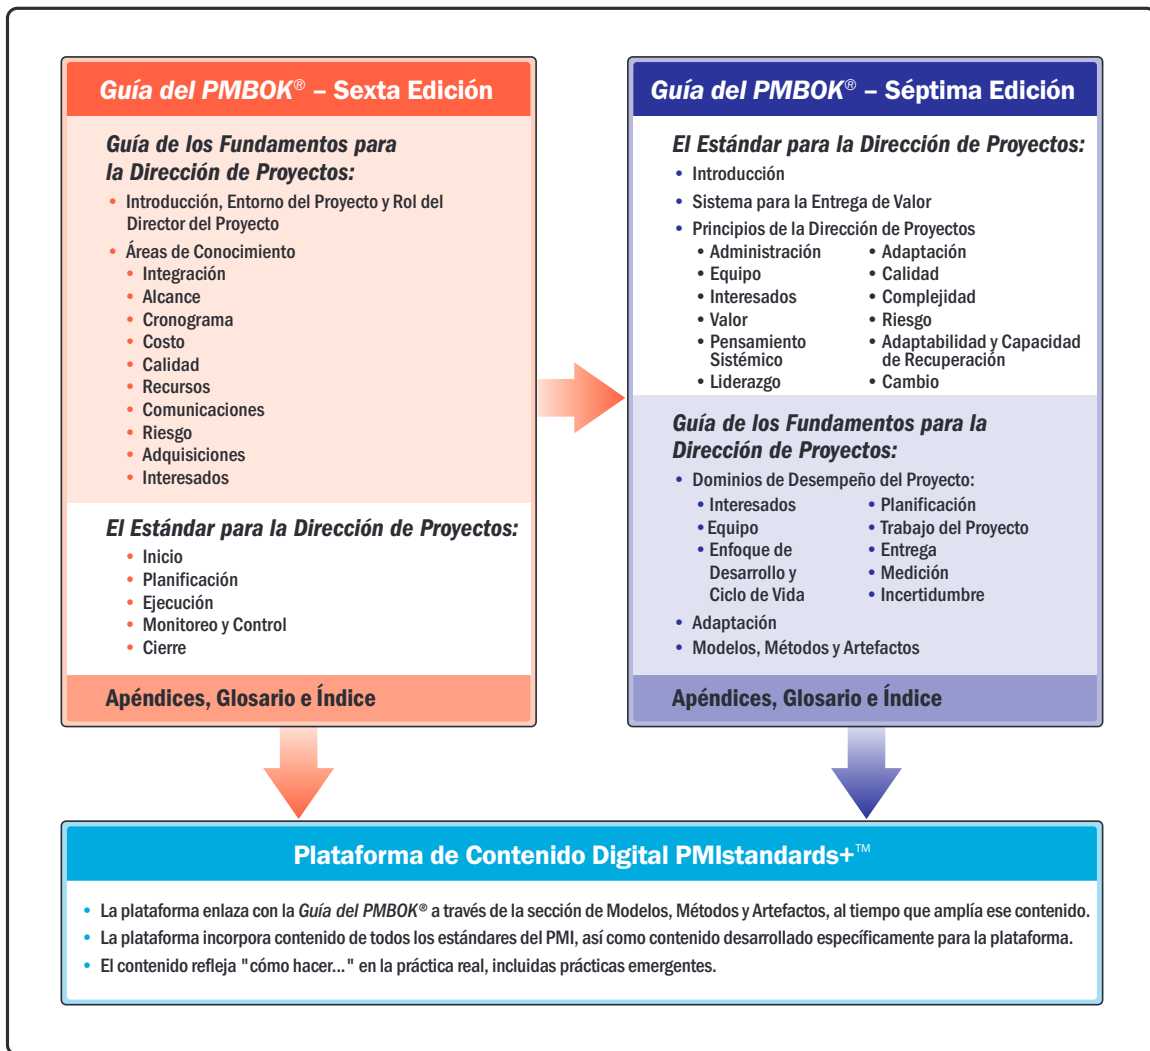 Guía del PMBOK® – Sexta Edición
Guía de los Fundamentos para
la Dirección de Proyectos:
• Introducción, Entorno del Proyecto y Rol del
Director del Proyecto
• Áreas de Conocimiento
• Integración
• Alcance
• Cronograma
• Costo
• Calidad
• Recursos
• Comunicaciones
• Riesgo
• Adquisiciones
• Interesados
El Estándar para la Dirección de Proyectos:
• Inicio
• Planificación
• Ejecución
• Monitoreo y Control
• Cierre
Apéndices, Glosario e Índice
Guía del PMBOK® – Séptima Edición
El Estándar para la Dirección de Proyectos:
• Introducción
• Sistema para la Entrega de Valor
• Principios de la Dirección de Proyectos
• Administración
• Equipo
• Interesados
• Valor
• Pensamiento
Sistémico
• Liderazgo
• Adaptación
• Calidad
• Complejidad
• Riesgo
• Adaptabilidad y Capacidad
de Recuperación
• Cambio
Guía de los Fundamentos para la
Dirección de Proyectos:
• Dominios de Desempeño del Proyecto:
• Interesados
• Equipo
• Enfoque de
Desarrollo y
Ciclo de Vida
• Planificación
• Trabajo del Proyecto
• Entrega
• Medición
• Incertidumbre
• Adaptación
• Modelos, Métodos y Artefactos
Apéndices, Glosario e Índice
Plataforma de Contenido Digital PMIstandards+™
• La plataforma enlaza con la Guía del PMBOK® a través de la sección de Modelos, Métodos y Artefactos, al tiempo que amplía ese contenido.
• La plataforma incorpora contenido de todos los estándares del PMI, así como contenido desarrollado específicamente para la plataforma.
• El contenido refleja "cómo hacer..." en la práctica real, incluidas prácticas emergentes.